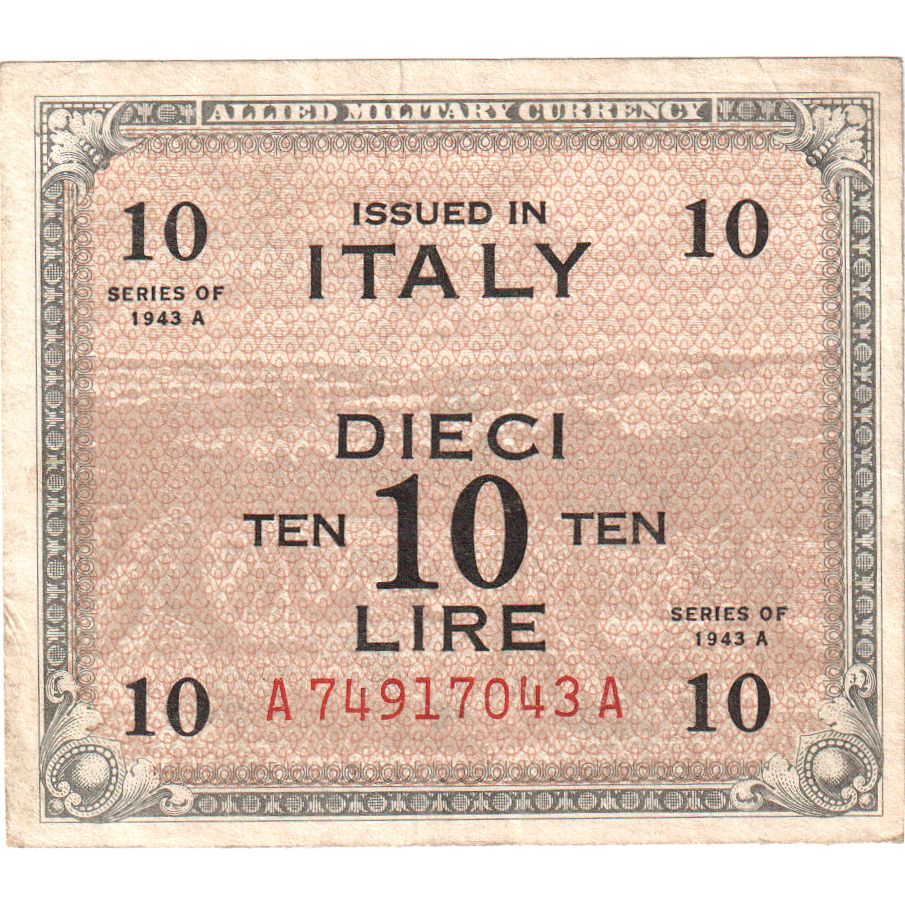 ALLIED MILITARY CURRENCY
10 ISSUED IN 10
ITALY
SERIES OF
1943 A
DIECI
TEN 10 TEN
LIRE
SERIES OF
1943 A
10 A74917043A 10